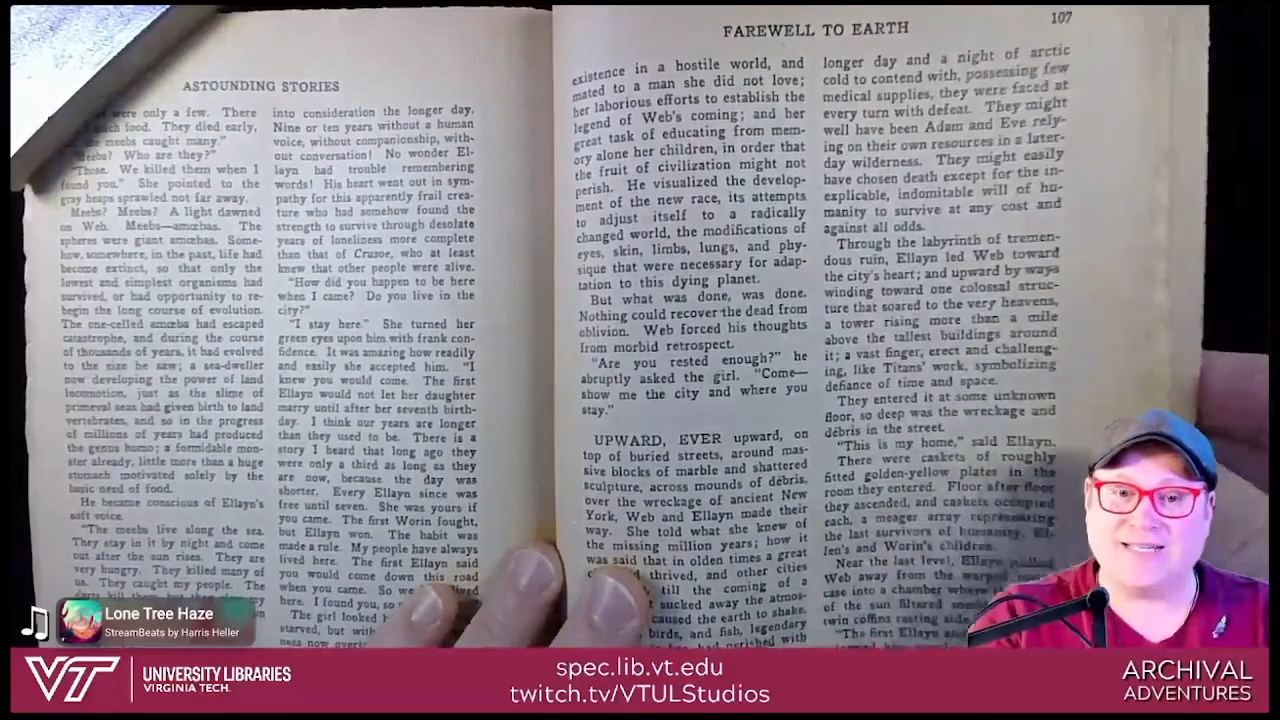 ASTOUNDING STORIES
were only a few. There
food. They died early,
meebs caught many."
Who are they?"
"Those. We killed them when I
found you." She pointed to the
gray heaps sprawled not far away.
Meebs? Meebs? A light dawned
on Web. Meebs—amœbas. The
spheres were giant amœbas. Some-
how, somewhere, in the past, life had
become extinct, so that only the
lowest and simplest organisms had
survived, or had opportunity to re-
begin the long course of evolution.
The one-celled amœba had escaped
catastrophe, and during the course
of thousands of years, it had evolved
to the size he saw; a sea-dweller
now developing the power of land
locomotion, just as the slime of
primeval seas had given birth to land
vertebrates, and so in the progress
of millions of years had produced
the genus homo; a formidable mon-
ster already, little more than a huge
stomach motivated solely by the
basic need of food.
He became conscious of Ellayn's
soft voice.
"The meebs live along the sea.
They stay in it by night and come
out after the sun rises. They are
very hungry. They killed many of
us. They caught my people. The
into consideration the longer day.
Nine or ten years without a human
voice, without companionship, with-
out conversation! No wonder El-
layn had trouble remembering
words! His heart went out in sym-
pathy for this apparently frail crea-
ture who had somehow found the
strength to survive through desolate
years of loneliness more complete
than that of Crusoe, who at least
knew that other people were alive.
"How did you happen to be here
when I came? Do you live in the
city?"
"I stay here." She turned her
green eyes upon him with frank con-
fidence. It was amazing how readily
and easily she accepted him. "I
knew you would come. The first
Ellayn would not let her daughter
marry until after her seventh birth-
day. I think our years are longer
than they used to be. There is a
story I heard that long ago they
were only a third as long as they
are now, because the day was
shorter. Every Ellayn since was
free until seven. She was yours if
you came. The first Worin fought,
but Ellayn won. The habit was
made a rule. My people have always
lived here. The first Ellayn said
you would come down this road
when you came. So we lived
here. I found you, so
The girl looked
starved, but with
ness now
FAREWELL TO EARTH
107
existence in a hostile world, and
mated to a man she did not love;
her laborious efforts to establish the
legend of Web's coming; and her
great task of educating from mem-
ory alone her children, in order that
the fruit of civilization might not
perish. He visualized the develop-
ment of the new race, its attempts
to adjust itself to a radically
changed world, the modifications of
eyes, skin, limbs, lungs, and phy-
sique that were necessary for adap-
tation to this dying planet.
But what was done, was done.
Nothing could recover the dead from
oblivion. Web forced his thoughts
from morbid retrospect.
"Are you rested enough?" he
abruptly asked the girl. "Come—
show me the city and where you
stay."
UPWARD, EVER upward, on
top of buried streets, around mas-
sive blocks of marble and shattered
sculpture, across mounds of débris,
over the wreckage of ancient New
York, Web and Ellayn made their
way. She told what she knew of
the missing million years; how it
was said that in olden times a great
thrived, and other cities
till the coming of a
sucked away the atmos-
caused the earth to shake.
birds, and fish, legendary
had perished with
longer day and a night of arctic
cold to contend with, possessing few
medical supplies, they were faced at
every turn with defeat. They might
well have been Adam and Eve rely-
ing on their own resources in a later-
day wilderness. They might easily
have chosen death except for the in-
explicable, indomitable will of hu-
manity to survive at any cost and
against all odds.
Through the labyrinth of tremen-
dous ruin, Ellayn led Web toward
the city's heart; and upward by ways
winding toward one colossal struc-
ture that soared to the very heavens,
a tower rising more than a mile
above the tallest buildings around
it; a vast finger, erect and challeng-
ing, like Titans' work, symbolizing
defiance of time and space.
They entered it at some unknown
floor, so deep was the wreckage and
débris in the street.
"This is my home," said Ellayn.
There were caskets of roughly
fitted golden-yellow plates in the
room they entered. Floor after floor
they ascended, and caskets occupied
each, a meager array representing
the last survivors of humanity, El-
len's and Worin's children.
Near the last level, Ellayn
Web away from the
case into a chamber
of the sun filtered
twin coffins resting
"The first Ellayn
Lone Tree Haze
StreamBeats by Harris Heller
VT
UNIVERSITY LIBRARIES
VIRGINIA TECH.
spec.lib.vt.edu
twitch.tv/VTULStudios
ARCHIVAL
ADVENTURES